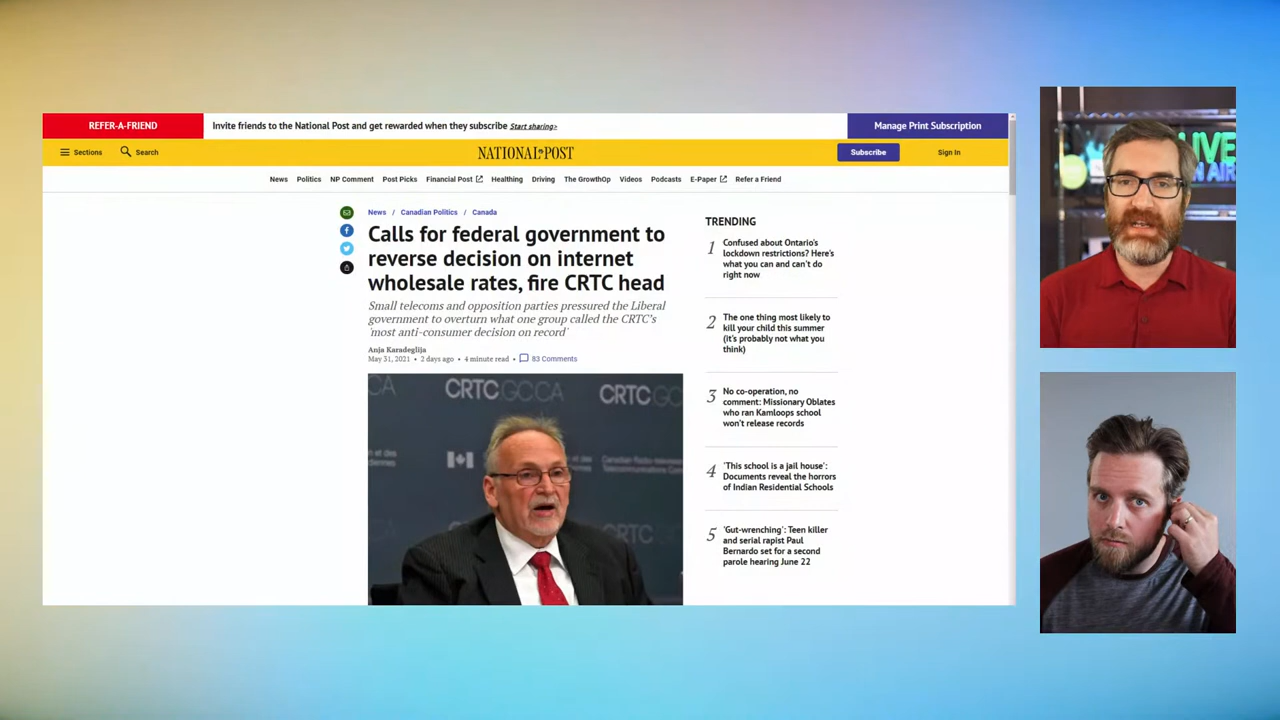 REFER-A-FRIEND
Invite friends to the National Post and get rewarded when they subscribe Start sharing>
Manage Print Subscription
Sections
Search
NATIONAL POST
Subscribe
Sign In
News Politics NP Comment Post Picks Financial Post Healthing Driving The GrowthOp Videos Podcasts E-Paper Refer a Friend
News / Canadian Politics / Canada
Calls for federal government to
reverse decision on internet
wholesale rates, fire CRTC head
Small telecoms and opposition parties pressured the Liberal
government to overturn what one group called the CRTC's
'most anti-consumer decision on record'
Anja Karadeglija
May 31, 2021 • 2 days ago • 4 minute read • 83 Comments
CRTC GC.CA
CRTC GC
TRENDING
1 Confused about Ontario's
lockdown restrictions? Here's
what you can and can't do
right now
2 The one thing most likely to
kill your child this summer
(it's probably not what you
think)
3 No co-operation, no
comment: Missionary Oblates
who ran Kamloops school
won't release records
4 'This school is a jail house':
Documents reveal the horrors
of Indian Residential Schools
5 'Gut-wrenching': Teen killer
and serial rapist Paul
Bernardo set for a second
parole hearing June 22
LIVE
ON AIR